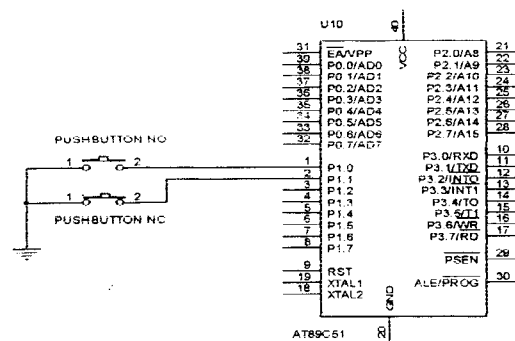 U10
40
VCC
31 EA/VPP P2.0/A8 21
39 P0.0/AD0 P2.1/A9 22
38 P0.1/AD1 P2.2/A10 23
37 P0.2/AD2 P2.3/A11 24
36 P0.3/AD3 P2.4/A12 25
35 P0.4/AD4 P2.5/A13 26
34 P0.5/AD5 P2.6/A14 27
33 P0.6/AD6 P2.7/A15 28
32 P0.7/AD7
PUSHBUTTON NO
1 2
1 2
PUSHBUTTON NC
P3.0/RXD 10
1 P1.0 P3.1/TXD 11
2 P1.1 P3.2/INTO 12
3 P1.2 P3.3/INT1 13
4 P1.3 P3.4/TO 14
5 P1.4 P3.5/T1 15
6 P1.5 P3.6/WR 16
7 P1.6 P3.7/RD 17
8 P1.7
PSEN 29
9 RST
19 XTAL1 ALE/PROG 30
18 XTAL2
GND
20
AT89C51